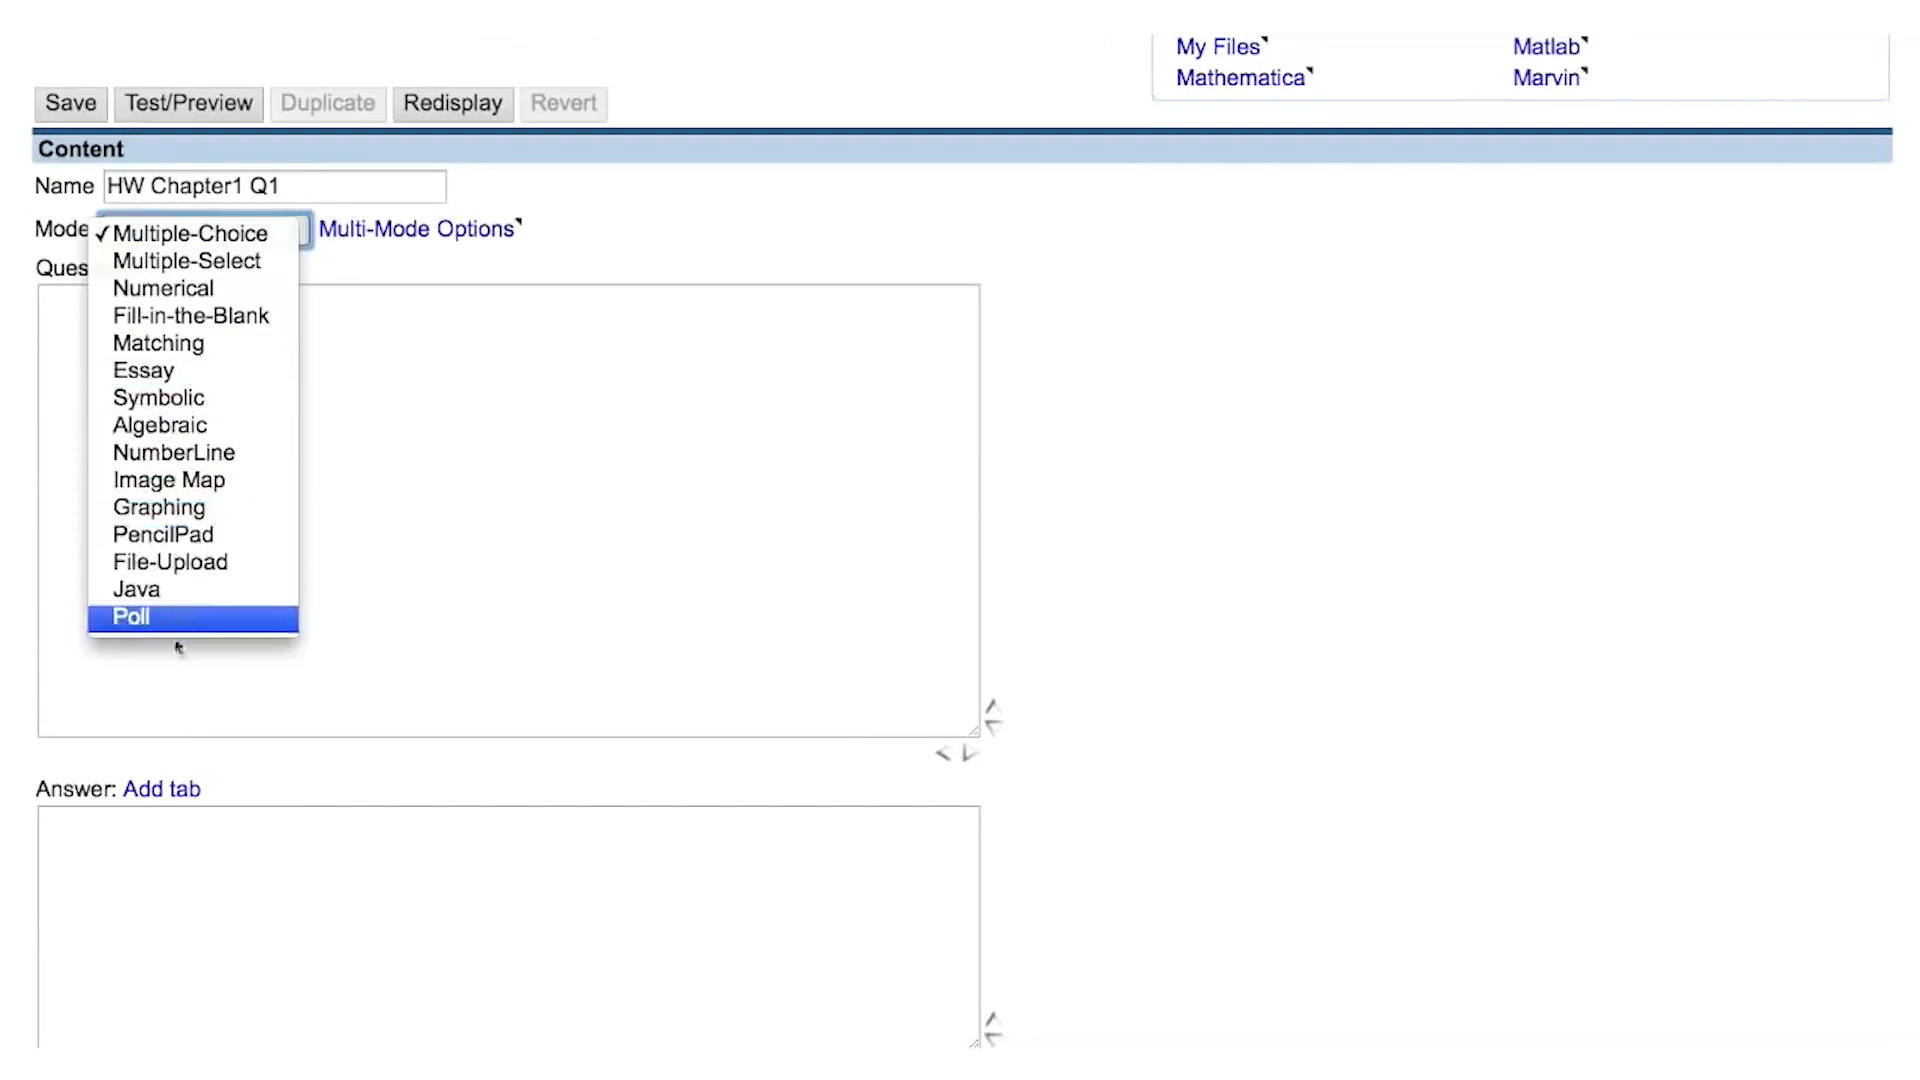 My Files Matlab
Mathematica Marvin
Save Test/Preview Duplicate Redisplay Revert
Content
Name HW Chapter1 Q1
Mode ✓Multiple-Choice Multi-Mode Options
Multiple-Select
Ques
Numerical
Fill-in-the-Blank
Matching
Essay
Symbolic
Algebraic
NumberLine
Image Map
Graphing
PencilPad
File-Upload
Java
Poll
Answer: Add tab